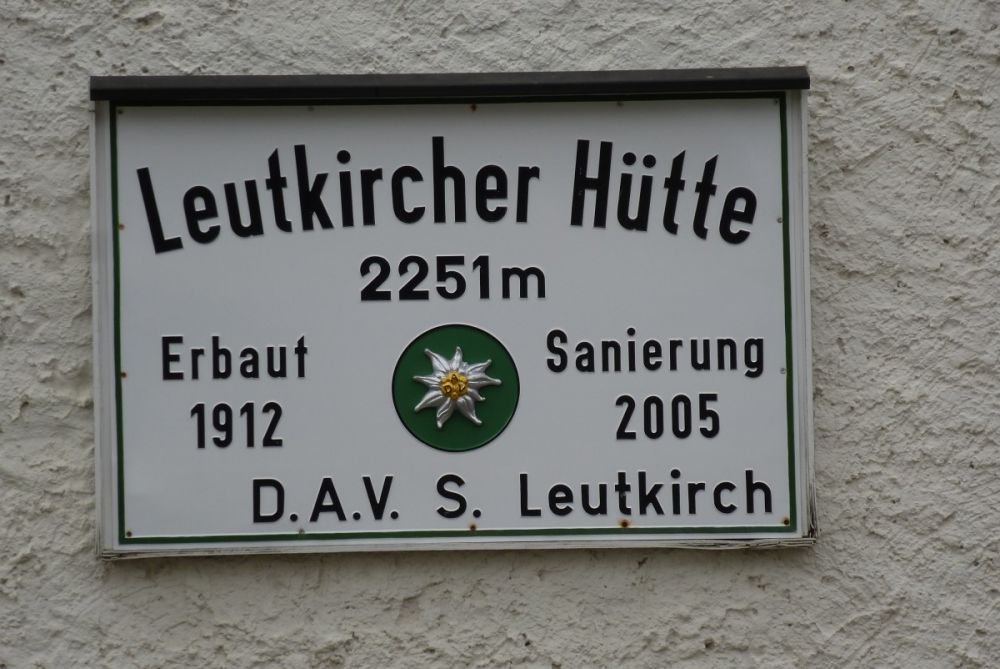 Leutkircher Hütte
2251m
Erbaut Sanierung
1912 2005
D.A.V. S. Leutkirch